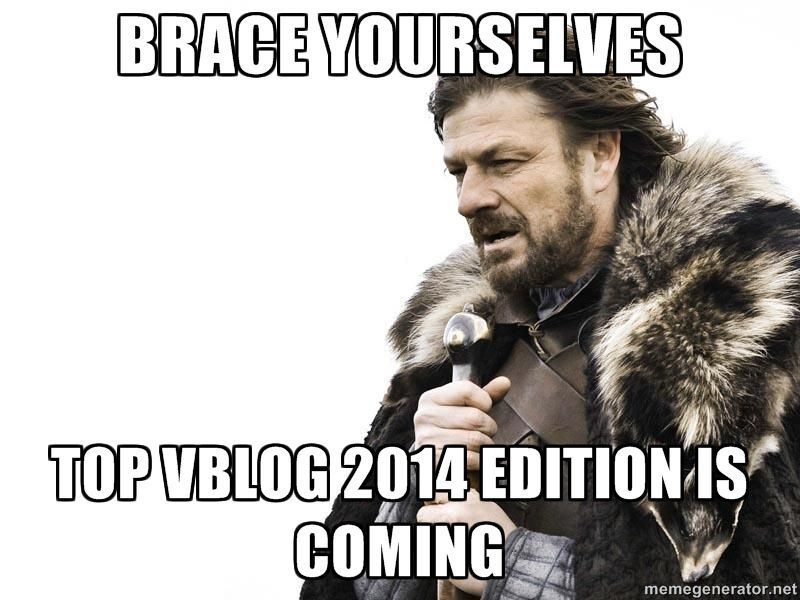 BRACE YOURSELVES
TOP VBLOG 2014 EDITION IS
COMING
memegenerator.net